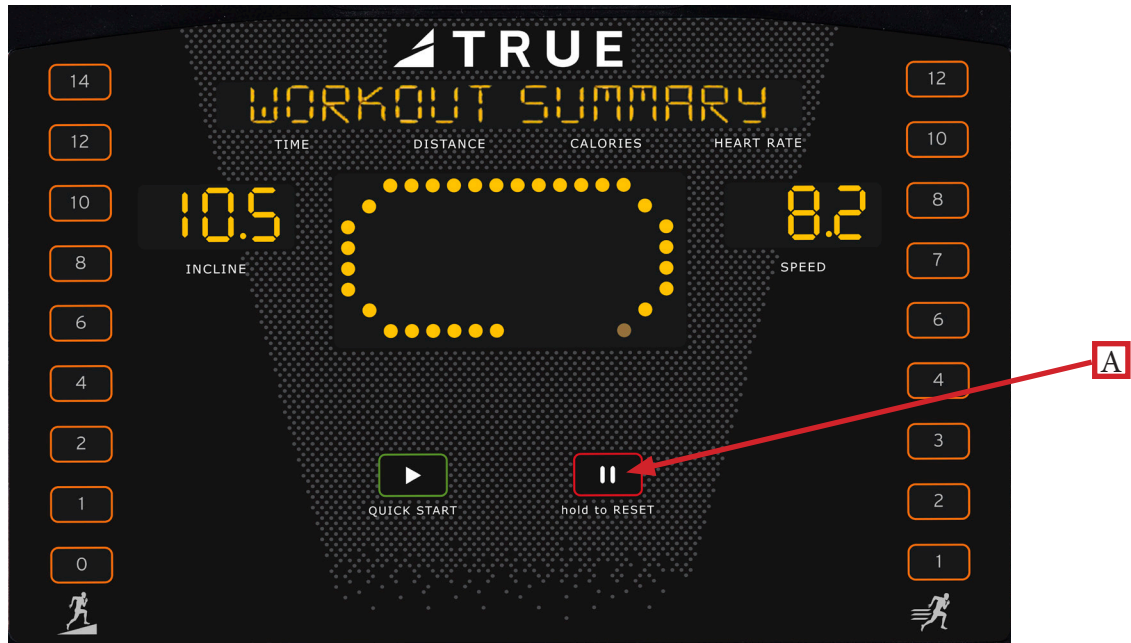 TRUE
WORKOUT SUMMARY
TIME DISTANCE CALORIES HEART RATE
14
12
10
8
6
4
2
1
0
10.5
INCLINE
8.2
SPEED
12
10
8
7
6
4
3
2
1
QUICK START
hold to RESET
A